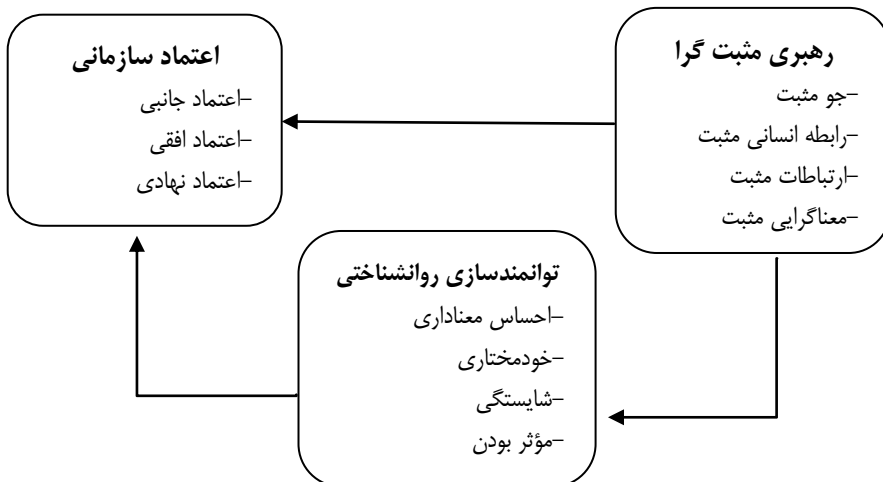 رهبری مثبت گرا
-جو مثبت
-رابطه انسانی مثبت
-ارتباطات مثبت
-معناگرایی مثبت
اعتماد سازمانی
-اعتماد جانبی
-اعتماد افقی
-اعتماد نهادی
توانمندسازی روانشناختی
-احساس معناداری
-خودمختاری
-شایستگی
-مؤثر بودن